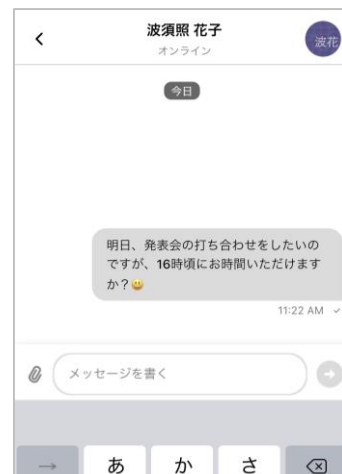 波須照 花子
オンライン
波花
今日
明日、発表会の打ち合わせをしたいの
ですが、16時頃にお時間いただけます
か？😃
11:22 AM
メッセージを書く
→ あ か さ